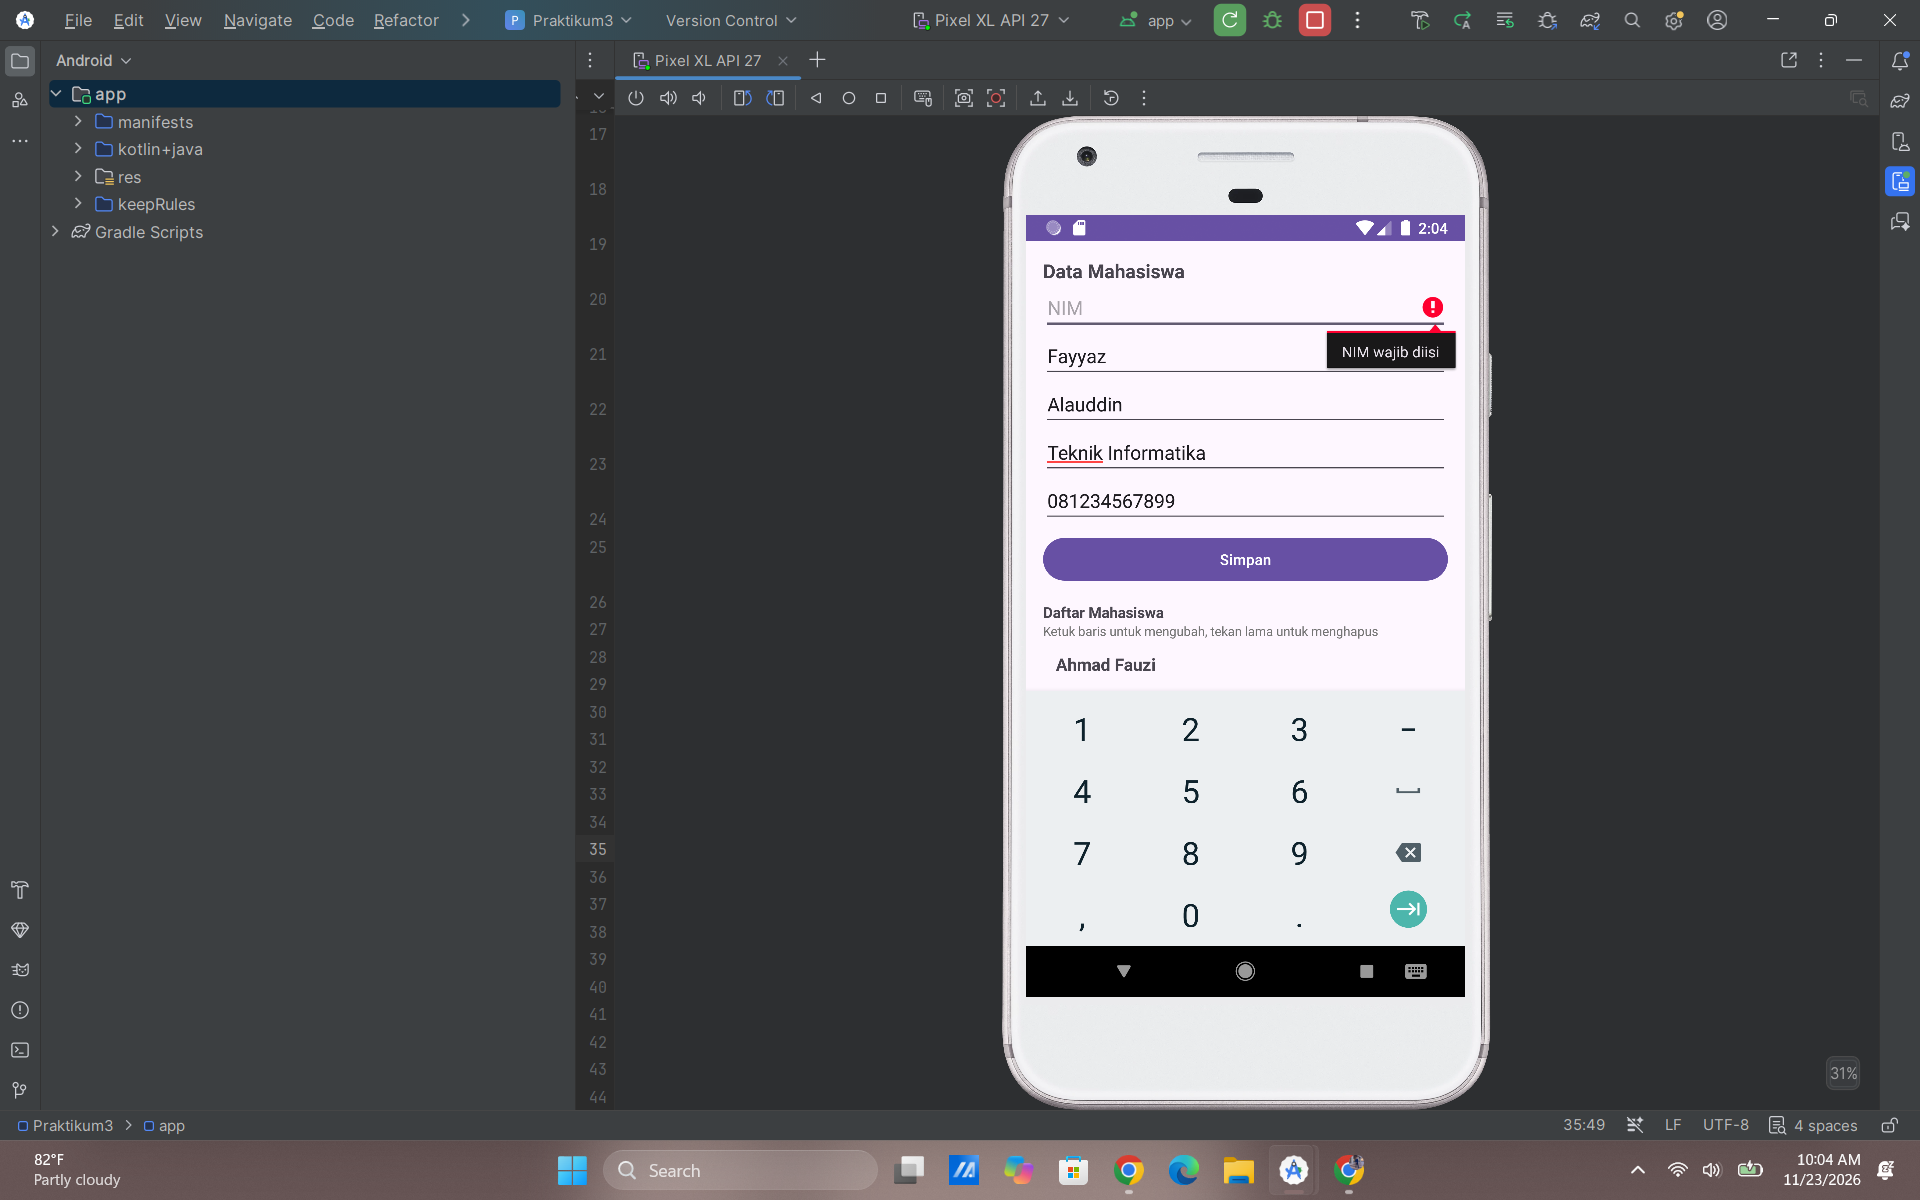 File Edit View Navigate Code Refactor P Praktikum3 Version Control Pixel XL API 27 app
Android
Pixel XL API 27
app
manifests
kotlin+java
res
keepRules
Gradle Scripts
17
18
19
20
21
22
23
24
25
26
27
28
29
30
31
32
33
34
35
36
37
38
39
40
41
42
43
44
2:04
Data Mahasiswa
NIM
NIM wajib diisi
Fayyaz
Alauddin
Teknik Informatika
081234567899
Simpan
Daftar Mahasiswa
Ketuk baris untuk mengubah, tekan lama untuk menghapus
Ahmad Fauzi
1 2 3 -
4 5 6
7 8 9
, 0 .
31%
Praktikum3 app 35:49 LF UTF-8 4 spaces
82°F
Partly cloudy
Search
10:04 AM
11/23/2026